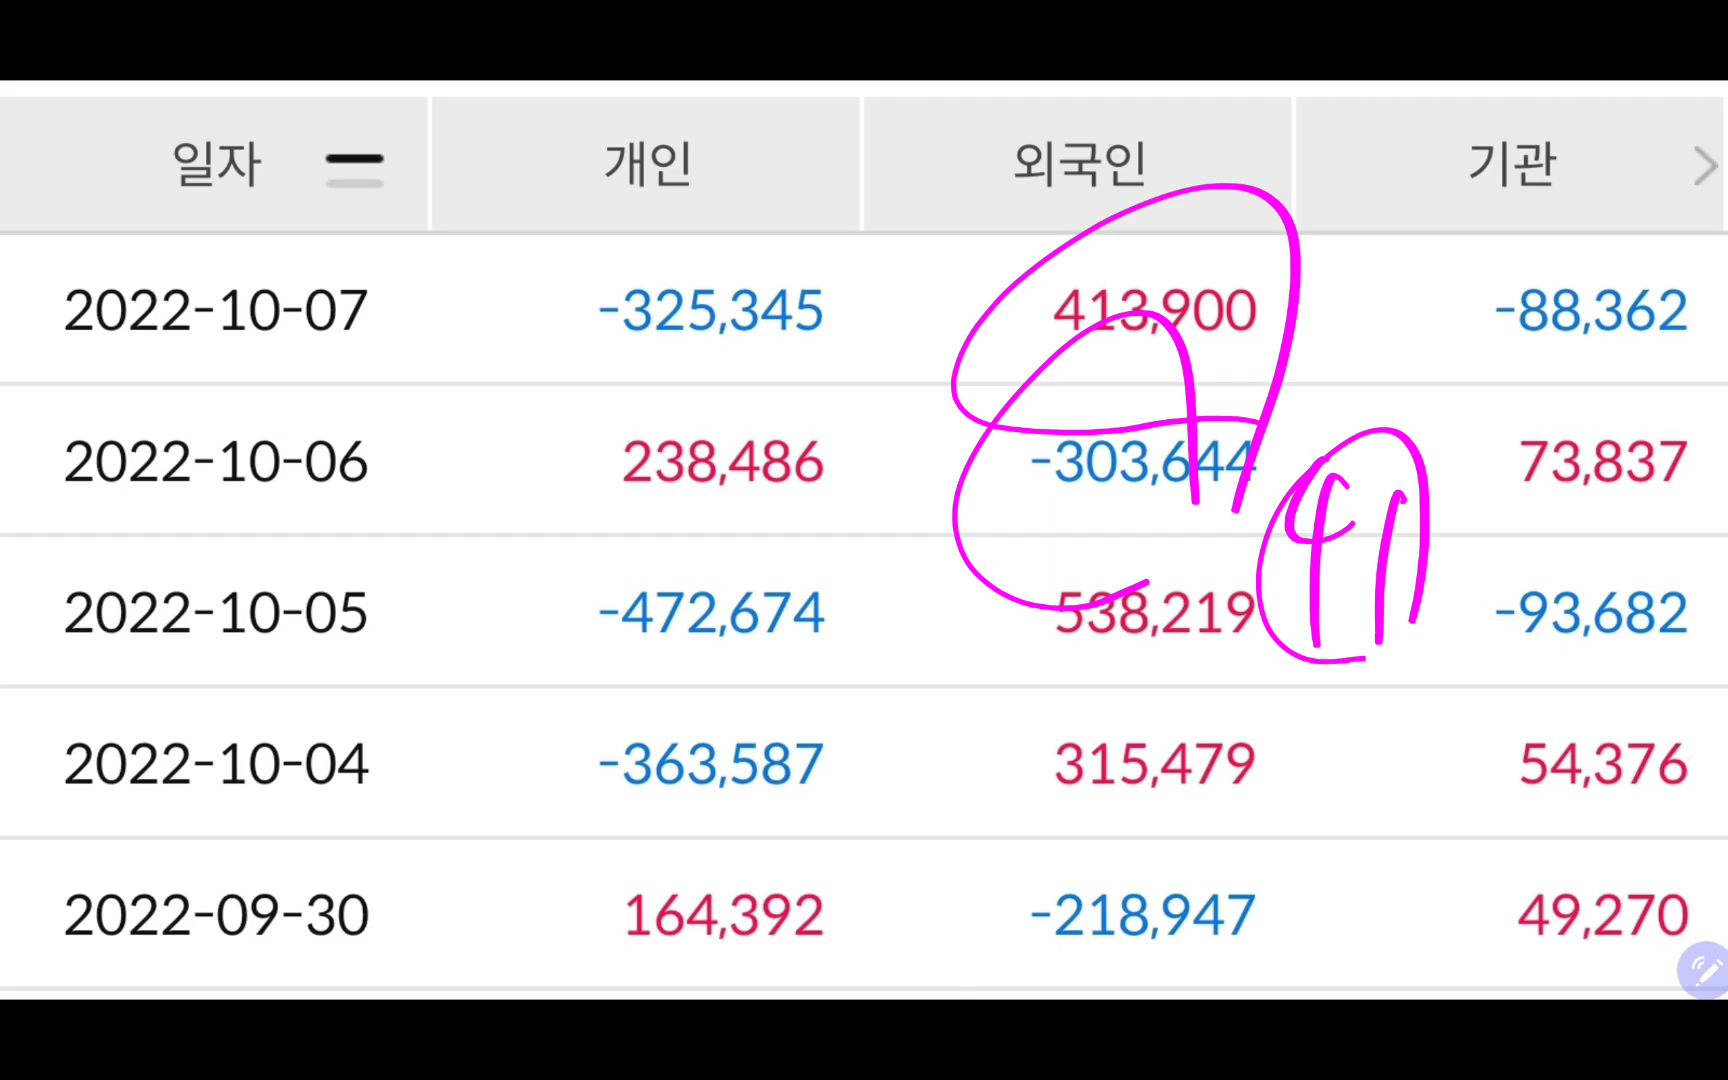 일자 개인 외국인 기관
2022-10-07 -325,345 413,900 -88,362
2022-10-06 238,486 -303,644 73,837
2022-10-05 -472,674 538,219 -93,682
2022-10-04 -363,587 315,479 54,376
2022-09-30 164,392 -218,947 49,270